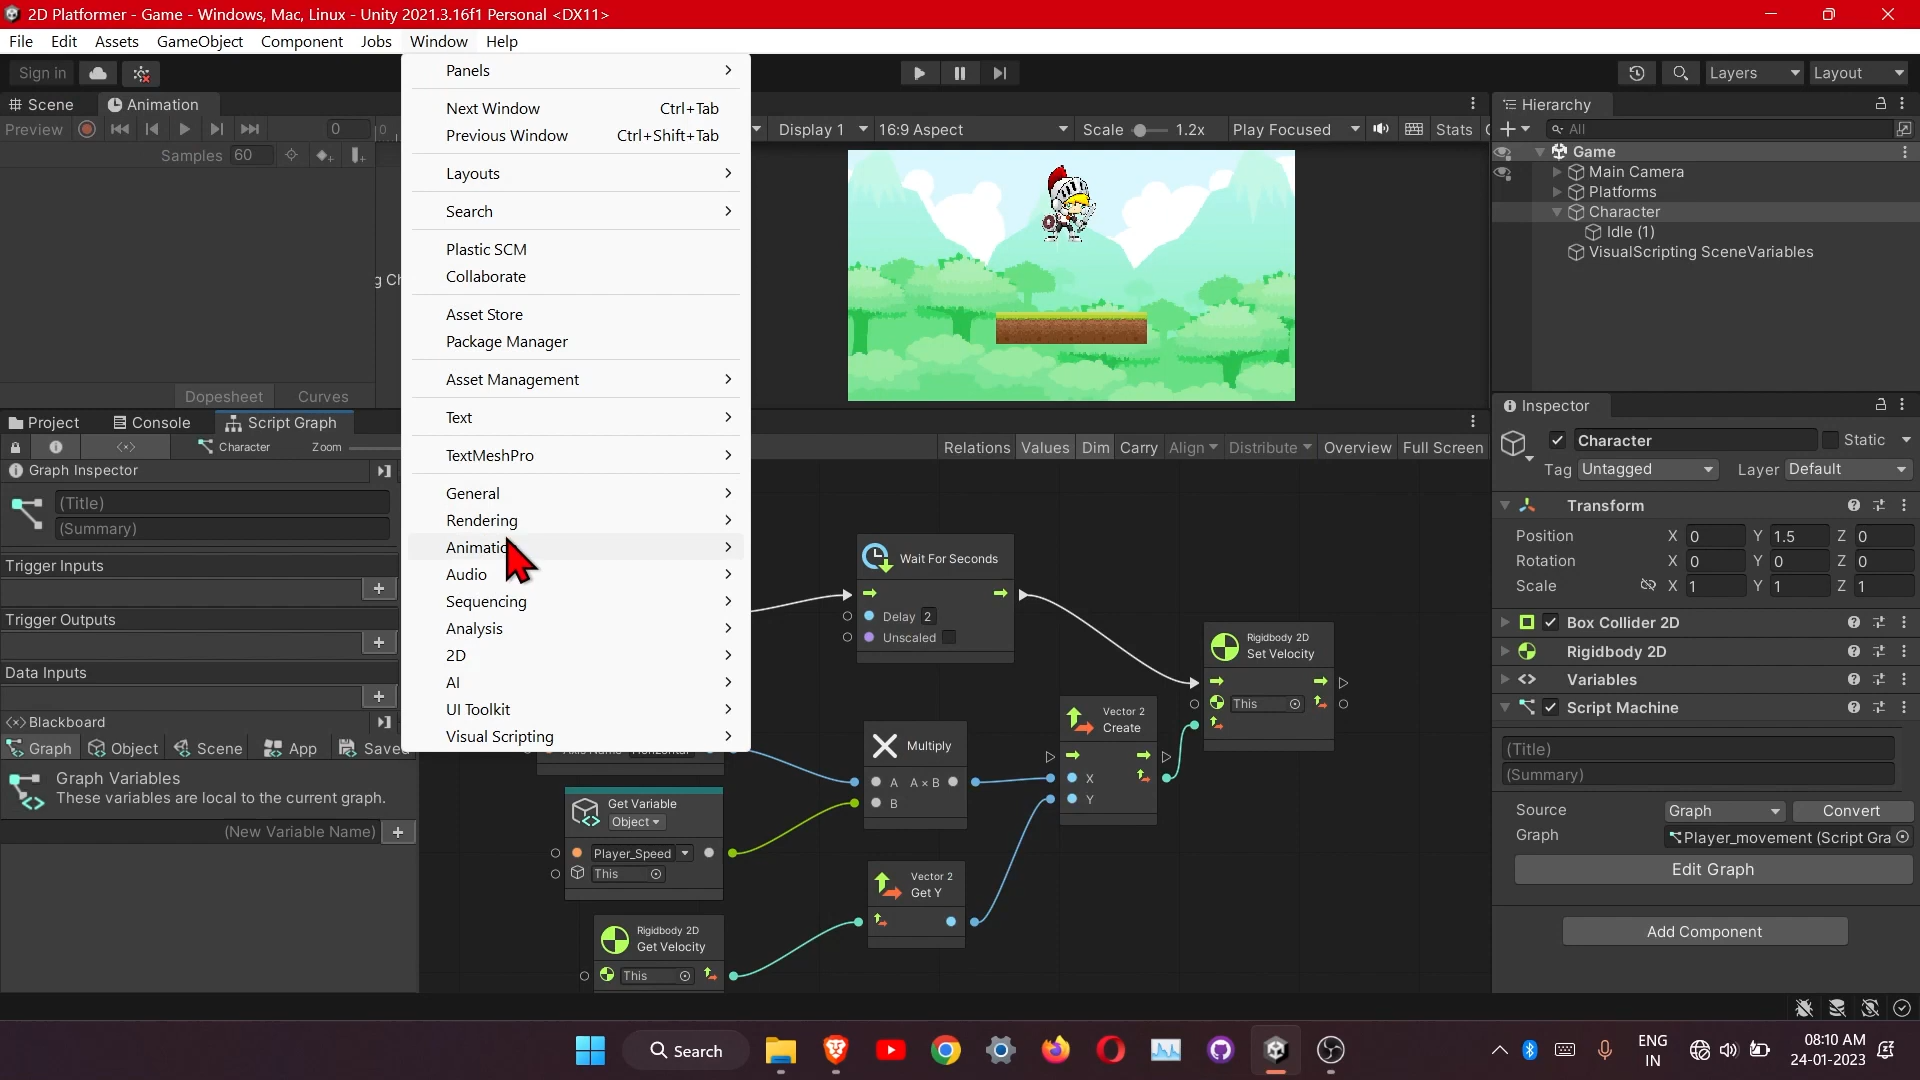 2D Platformer - Game - Windows, Mac, Linux - Unity 2021.3.16f1 Personal <DX11>
File Edit Assets GameObject Component Jobs Window Help
Sign in
Layers Layout
Scene Animation
Preview 0 0
Samples 60
Dopesheet Curves
Panels
Next Window Ctrl+Tab
Previous Window Ctrl+Shift+Tab
Layouts
Search
Plastic SCM
Collaborate
Asset Store
Package Manager
Asset Management
Text
TextMeshPro
General
Rendering
Animatio
Audio
Sequencing
Analysis
2D
AI
UI Toolkit
Visual Scripting
Display 1 16:9 Aspect Scale 1.2x Play Focused Stats
Hierarchy
All
Game
Main Camera
Platforms
Character
Idle (1)
VisualScripting SceneVariables
Project Console Script Graph
Character Zoom
Relations Values Dim Carry Align Distribute Overview Full Screen
Graph Inspector
(Title)
(Summary)
Trigger Inputs
Trigger Outputs
Data Inputs
Blackboard
Graph Object Scene App Saved
Graph Variables
These variables are local to the current graph.
(New Variable Name)
Wait For Seconds
Delay 2
Unscaled
Rigidbody 2D
Set Velocity
This
Vector 2
Create
X
Y
Multiply
A A × B
B
Get Variable
Object
Player_Speed
This
Vector 2
Get Y
Rigidbody 2D
Get Velocity
This
Inspector
Character Static
Tag Untagged Layer Default
Transform
Position X 0 Y 1.5 Z 0
Rotation X 0 Y 0 Z 0
Scale X 1 Y 1 Z 1
Box Collider 2D
Rigidbody 2D
Variables
Script Machine
(Title)
(Summary)
Source Graph Convert
Graph Player_movement (Script Gra
Edit Graph
Add Component
Search
ENG
IN
08:10 AM
24-01-2023